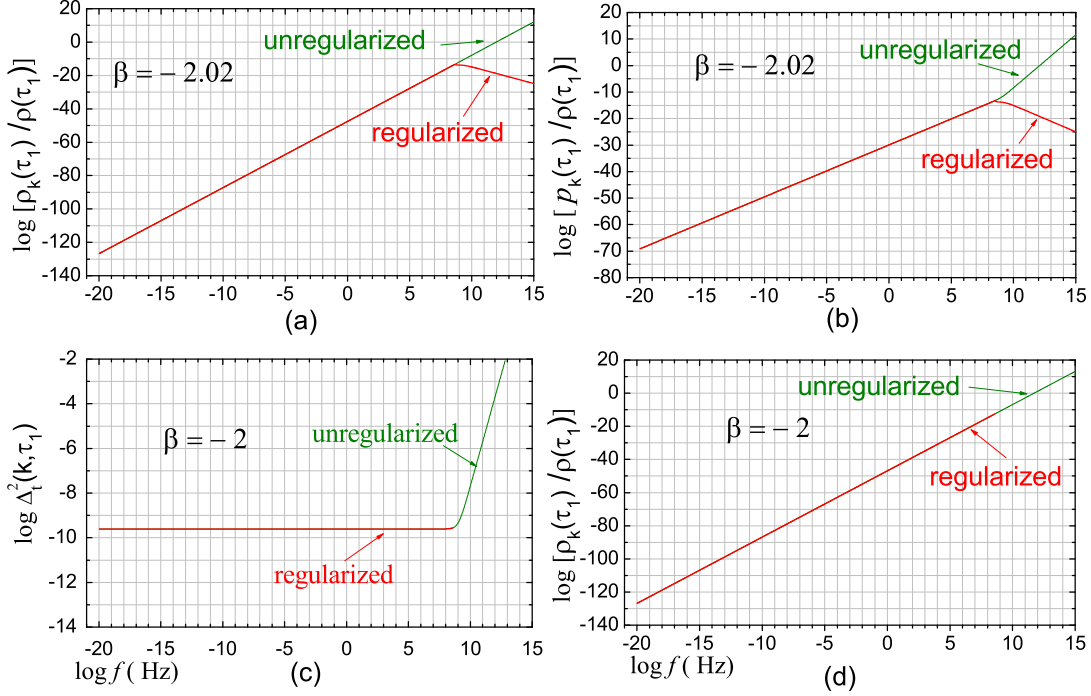 20
0
-20
-40
-60
-80
-100
-120
-140
log [ρk(τ1) /ρ(τ1)]
unregularized
β = − 2.02
regularized
-20 -15 -10 -5 0 5 10 15
(a)
20
10
0
-10
-20
-30
-40
-50
-60
-70
-80
log [ pk(τ1) /ρ(τ1)]
unregularized
β = − 2.02
regularized
-20 -15 -10 -5 0 5 10 15
(b)
-2
-4
-6
-8
-10
-12
-14
log Δt²(k,τ1)
β = − 2
unregularized
regularized
-20 -15 -10 -5 0 5 10 15
log f ( Hz)
(c)
20
0
-20
-40
-60
-80
-100
-120
-140
log [ρk(τ1) /ρ(τ1)]
unregularized
β = − 2
regularized
-20 -15 -10 -5 0 5 10 15
log f ( Hz)
(d)